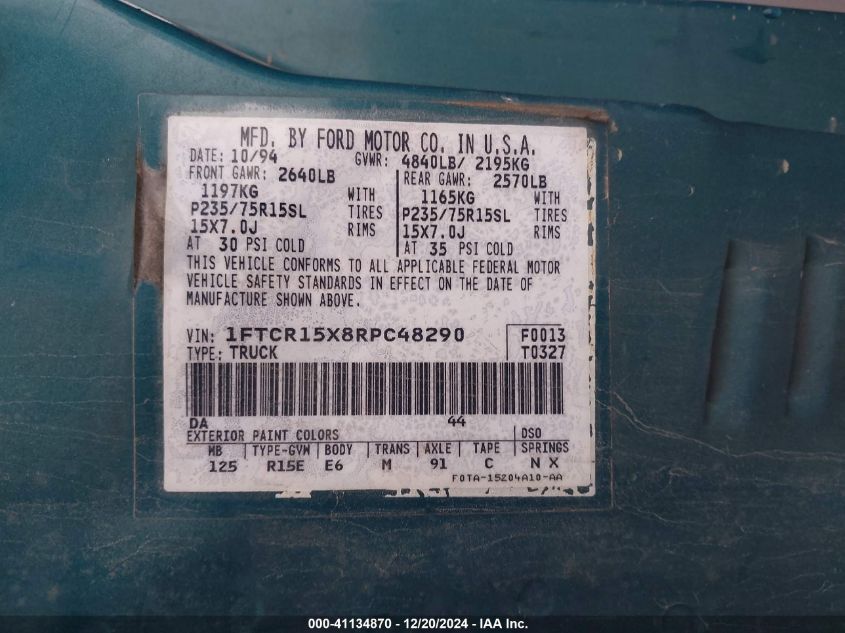 MFD. BY FORD MOTOR CO. IN U.S.A.
DATE: 10/94 GVWR: 4840LB/ 2195KG
FRONT GAWR: 2640LB REAR GAWR: 2570LB
1197KG WITH 1165KG WITH
P235/75R15SL TIRES P235/75R15SL TIRES
15X7.0J RIMS 15X7.0J RIMS
AT 30 PSI COLD AT 35 PSI COLD
THIS VEHICLE CONFORMS TO ALL APPLICABLE FEDERAL MOTOR
VEHICLE SAFETY STANDARDS IN EFFECT ON THE DATE OF
MANUFACTURE SHOWN ABOVE.
VIN: 1FTCR15X8RPC48290 F0013
TYPE: TRUCK T0327
DA 44
EXTERIOR PAINT COLORS DSO
WB TYPE-GVW BODY TRANS AXLE TAPE SPRINGS
125 R15E E6 M 91 C N X
F0TA-15204A10-AA
000-41134870 - 12/20/2024 - IAA Inc.